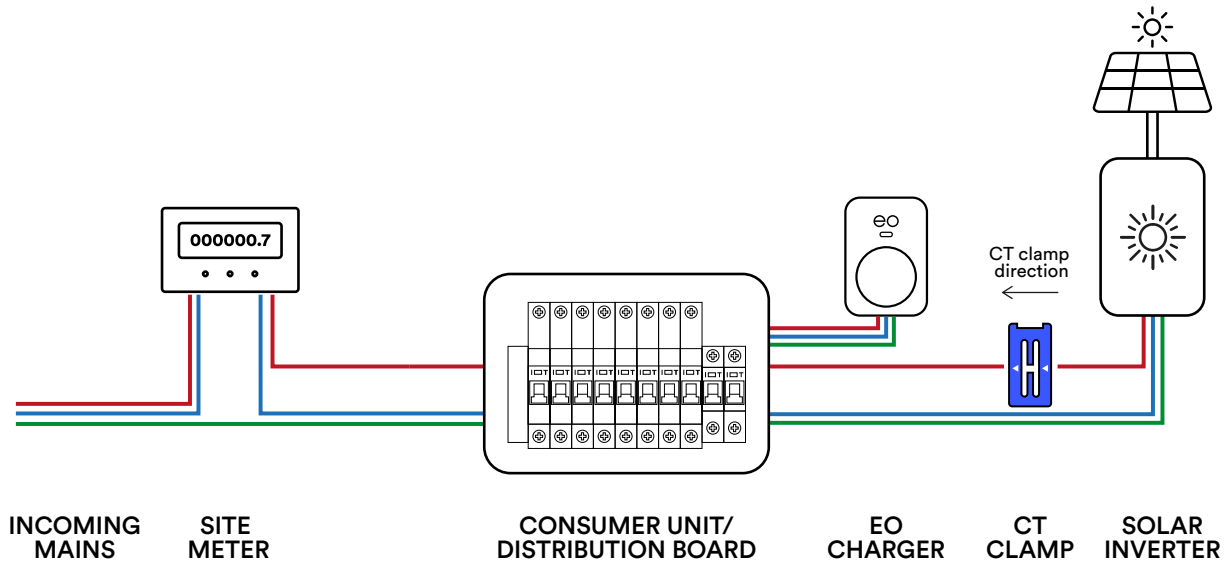 000000.7
eo
CT clamp
direction
INCOMING
MAINS
SITE
METER
CONSUMER UNIT/
DISTRIBUTION BOARD
EO
CHARGER
CT
CLAMP
SOLAR
INVERTER